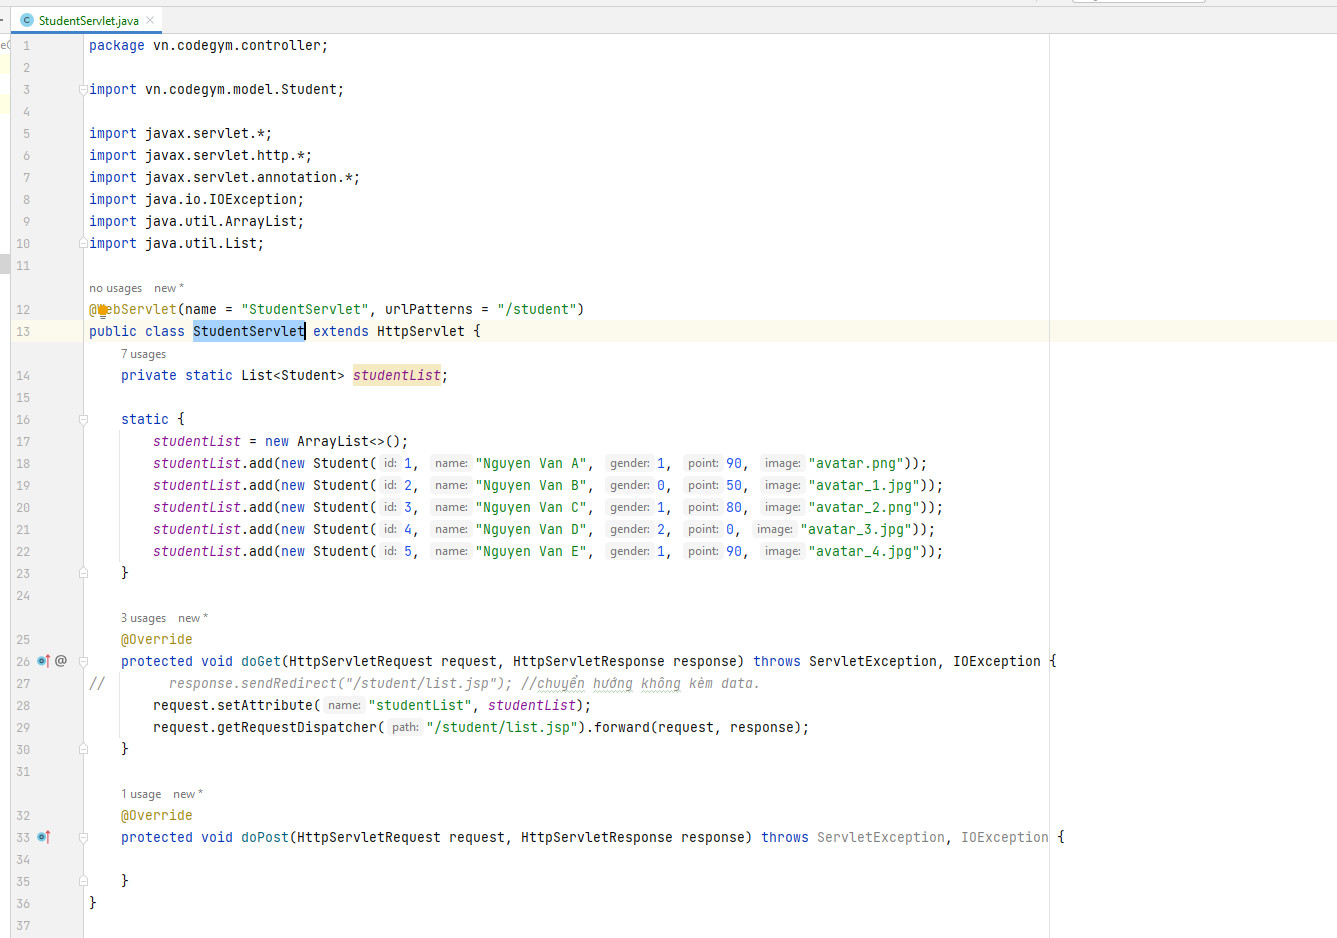 StudentServlet.java
1 package vn.codegym.controller;
2
3 import vn.codegym.model.Student;
4
5 import javax.servlet.*;
6 import javax.servlet.http.*;
7 import javax.servlet.annotation.*;
8 import java.io.IOException;
9 import java.util.ArrayList;
10 import java.util.List;
11
no usages new *
12 @WebServlet(name = "StudentServlet", urlPatterns = "/student")
13 public class StudentServlet extends HttpServlet {
7 usages
14 private static List<Student> studentList;
15
16 static {
17 studentList = new ArrayList<>();
18 studentList.add(new Student( id: 1, name: "Nguyen Van A", gender: 1, point: 90, image: "avatar.png"));
19 studentList.add(new Student( id: 2, name: "Nguyen Van B", gender: 0, point: 50, image: "avatar_1.jpg"));
20 studentList.add(new Student( id: 3, name: "Nguyen Van C", gender: 1, point: 80, image: "avatar_2.png"));
21 studentList.add(new Student( id: 4, name: "Nguyen Van D", gender: 2, point: 0, image: "avatar_3.jpg"));
22 studentList.add(new Student( id: 5, name: "Nguyen Van E", gender: 1, point: 90, image: "avatar_4.jpg"));
23 }
24
3 usages new *
25 @Override
26 @ protected void doGet(HttpServletRequest request, HttpServletResponse response) throws ServletException, IOException {
27 // response.sendRedirect("/student/list.jsp"); //chuyển hướng không kèm data.
28 request.setAttribute( name: "studentList", studentList);
29 request.getRequestDispatcher( path: "/student/list.jsp").forward(request, response);
30 }
31
1 usage new *
32 @Override
33 protected void doPost(HttpServletRequest request, HttpServletResponse response) throws ServletException, IOException {
34
35 }
36 }
37